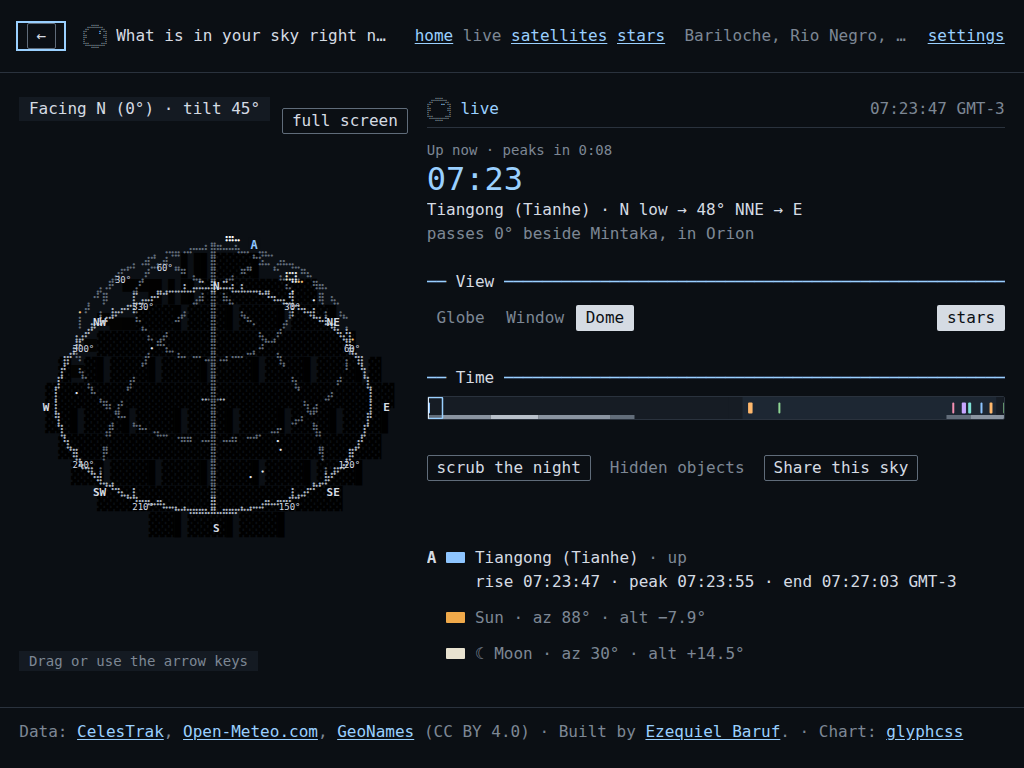 ← What is in your sky right n… home live satellites stars Bariloche, Rio Negro, … settings
Facing N (0°) · tilt 45°
full screen
live 07:23:47 GMT-3
Up now · peaks in 0:08
07:23
Tiangong (Tianhe) · N low → 48° NNE → E
passes 0° beside Mintaka, in Orion
View
Globe Window Dome stars
Time
scrub the night Hidden objects Share this sky
A
60°
30°
N
330° 30°
NW NE
300° 60°
W E
240° 120°
SW SE
210° 150°
S
A Tiangong (Tianhe) · up
rise 07:23:47 · peak 07:23:55 · end 07:27:03 GMT-3
Sun · az 88° · alt −7.9°
☾ Moon · az 30° · alt +14.5°
Drag or use the arrow keys
Data: CelesTrak, Open-Meteo.com, GeoNames (CC BY 4.0) · Built by Ezequiel Baruf. · Chart: glyphcss